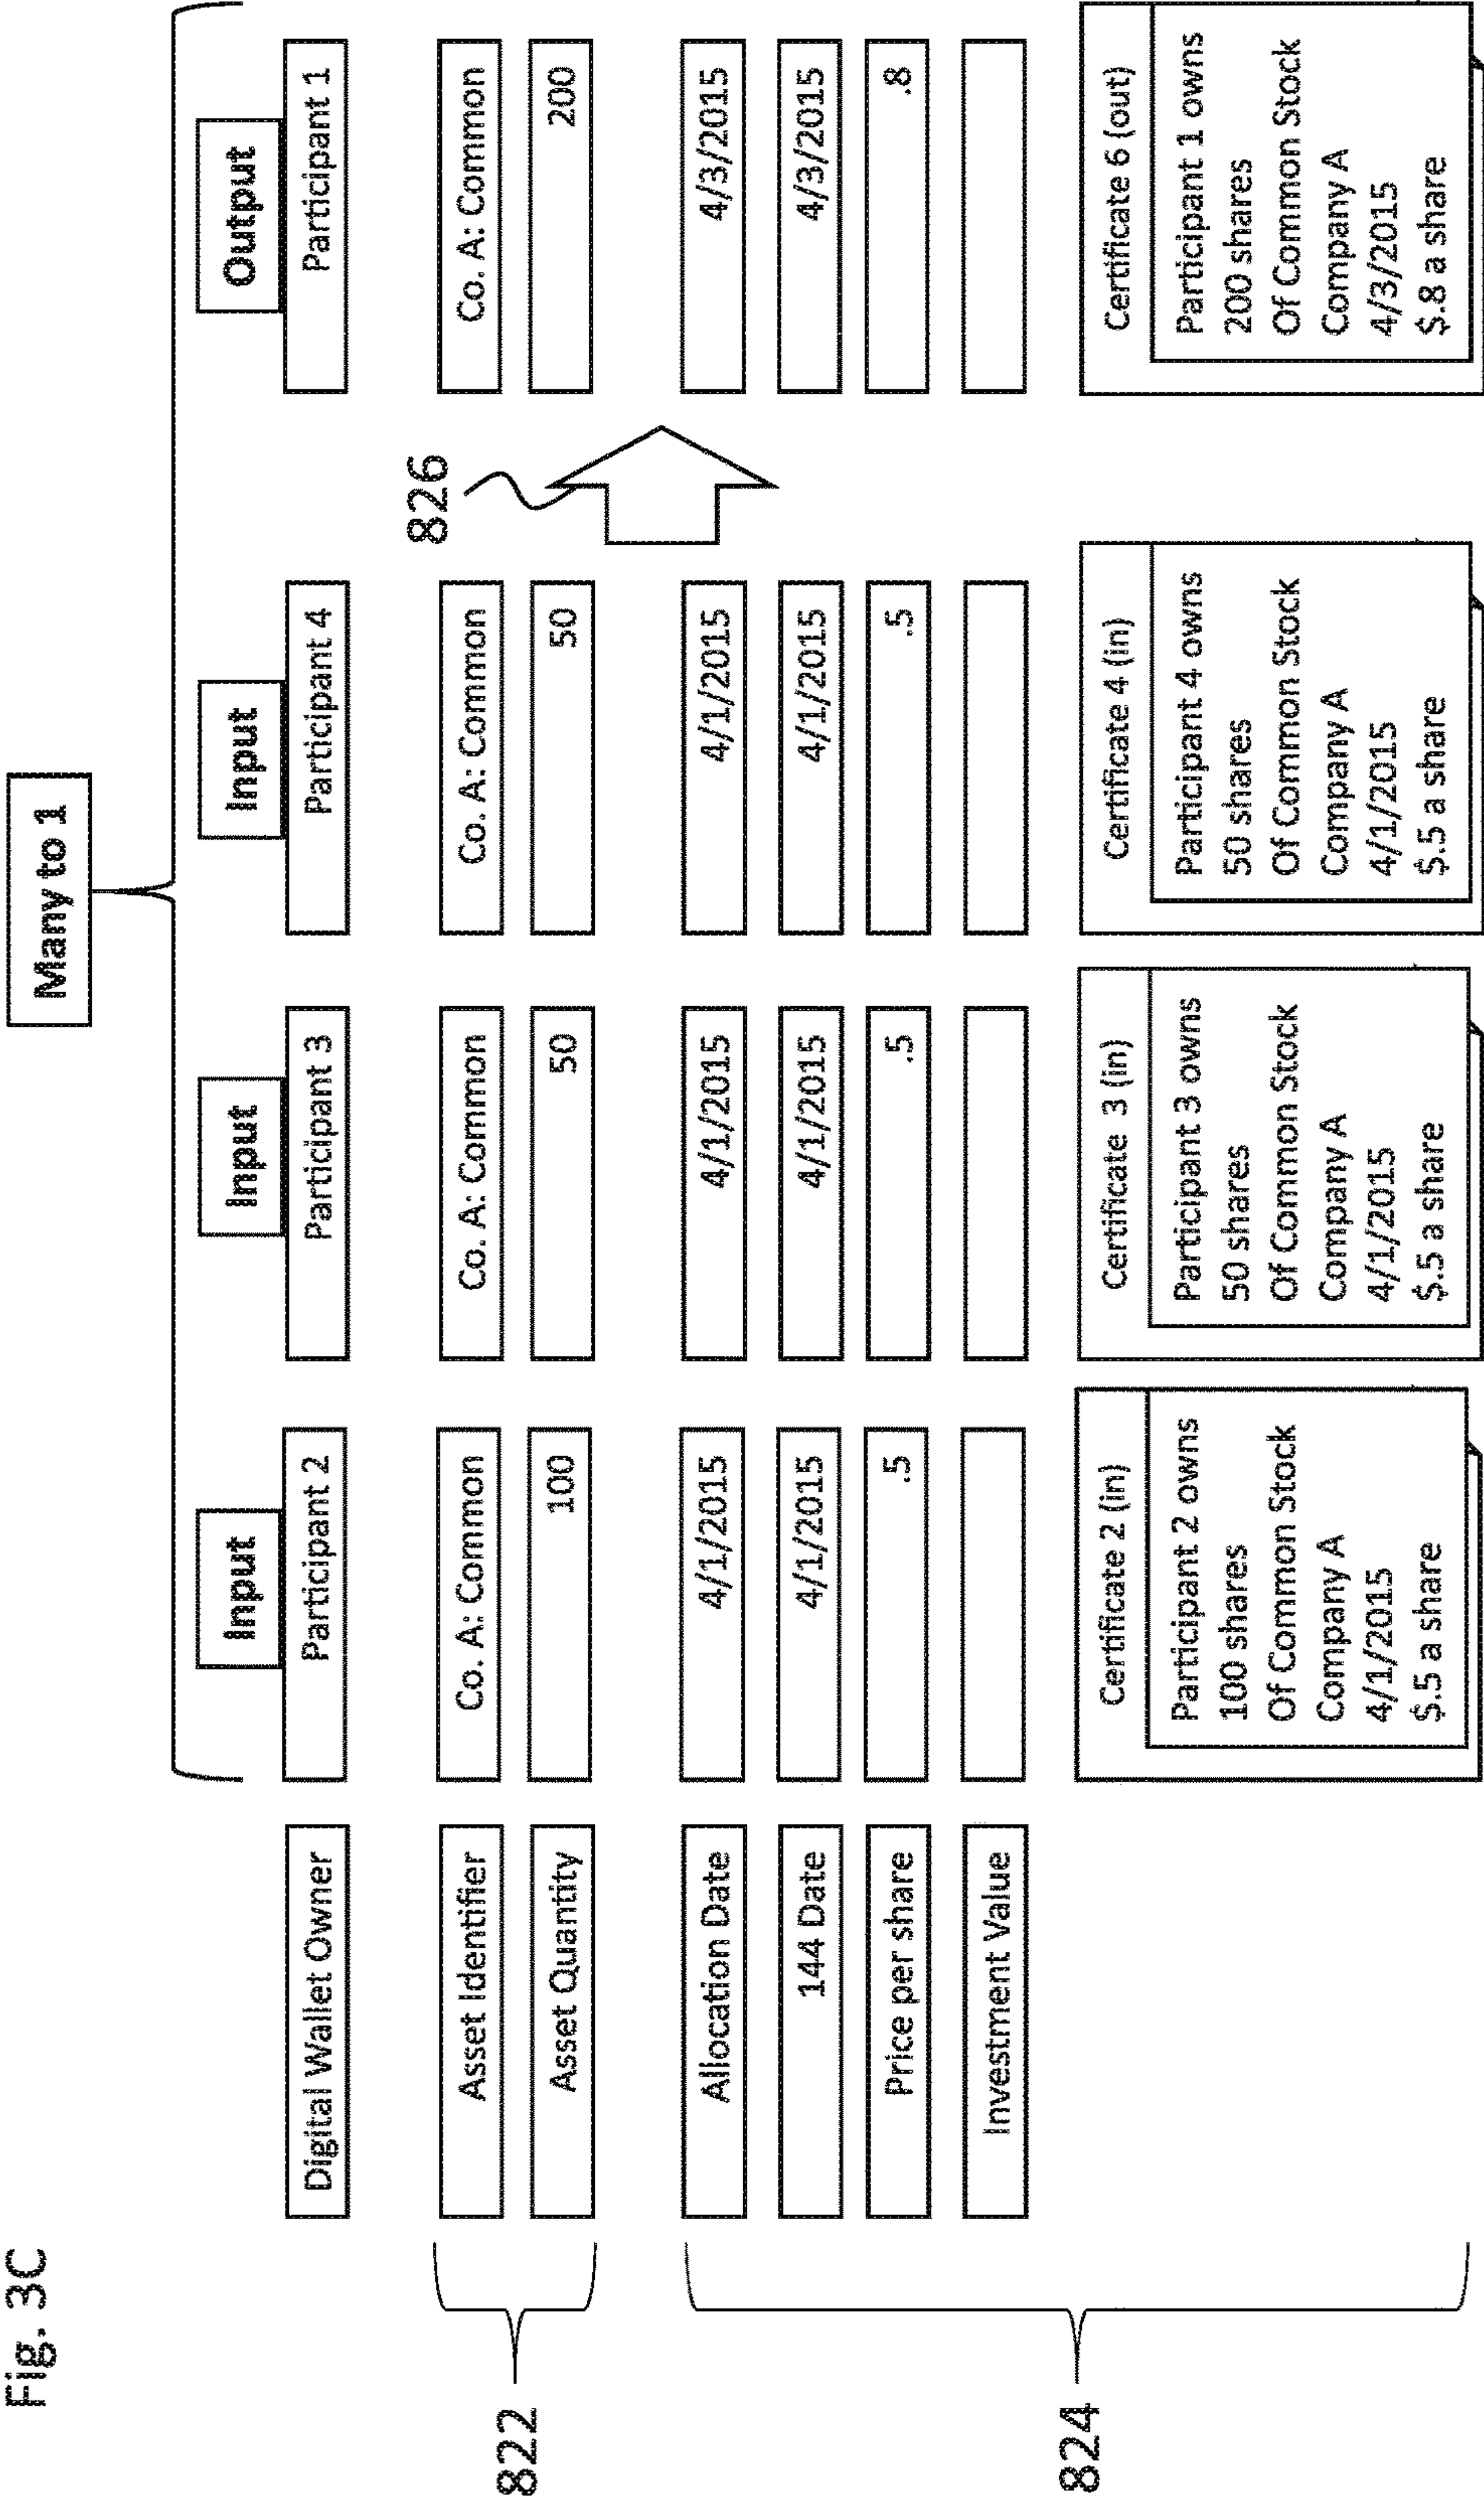 Fig. 3C
Many to 1
Input
Input
Input
Output
Digital Wallet Owner
Participant 2
Participant 3
Participant 4
Participant 1
826
822
Asset Identifier
Co. A: Common
Co. A: Common
Co. A: Common
Co. A: Common
Asset Quantity
100
50
50
200
824
Allocation Date
4/1/2015
4/1/2015
4/1/2015
4/3/2015
144 Date
4/1/2015
4/1/2015
4/1/2015
4/3/2015
Price per share
.5
.5
.5
.8
Investment Value
Certificate 2 (in)
Participant 2 owns
100 shares
Of Common Stock
Company A
4/1/2015
$.5 a share
Certificate 3 (in)
Participant 3 owns
50 shares
Of Common Stock
Company A
4/1/2015
$.5 a share
Certificate 4 (in)
Participant 4 owns
50 shares
Of Common Stock
Company A
4/1/2015
$.5 a share
Certificate 6 (out)
Participant 1 owns
200 shares
Of Common Stock
Company A
4/3/2015
$.8 a share